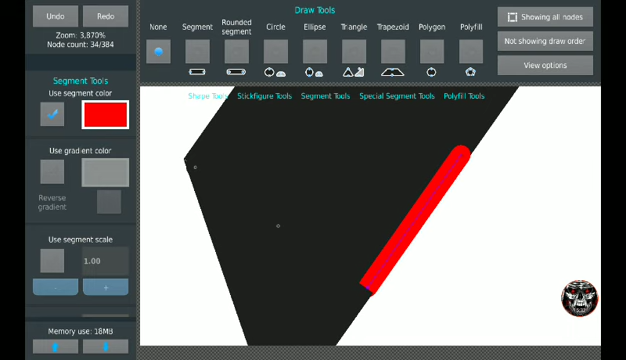 Undo
Redo
Zoom: 3,870%
Node count: 34/384
Segment Tools
Use segment color
Use gradient color
Reverse
gradient
Use segment scale
1.00
-
+
Memory use: 18MB
Draw Tools
None
Segment
Rounded
segment
Circle
Ellipse
Triangle
Trapezoid
Polygon
Polyfill
Showing all nodes
Not showing draw order
View options
Shape Tools
Stickfigure Tools
Segment Tools
Special Segment Tools
Polyfill Tools